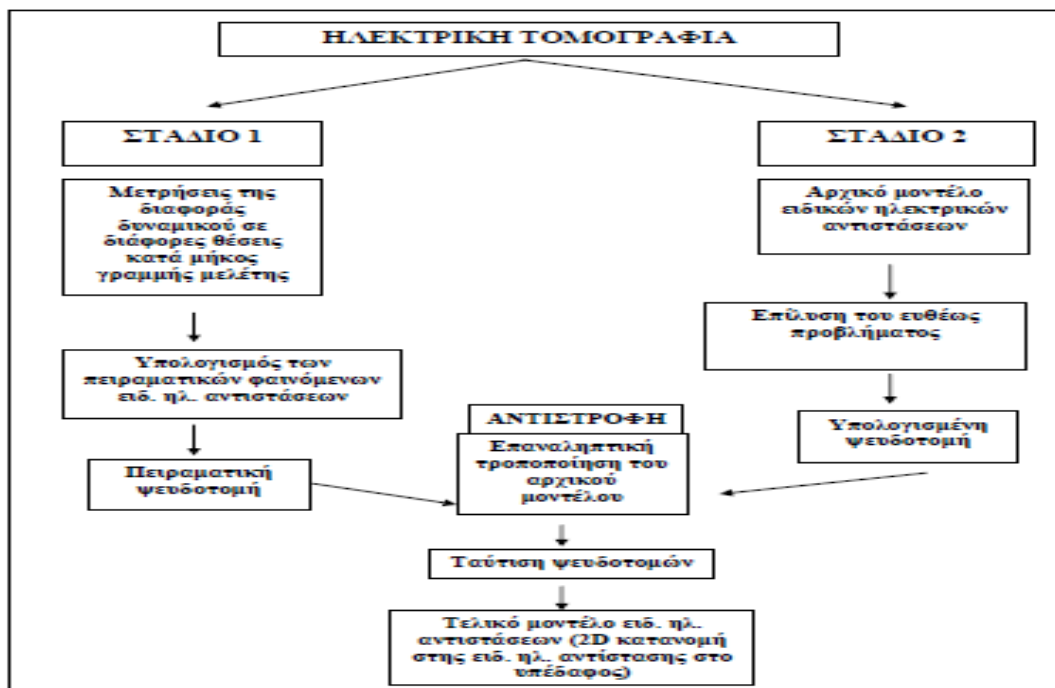 ΗΛΕΚΤΡΙΚΗ ΤΟΜΟΓΡΑΦΙΑ
ΣΤΑΔΙΟ 1
Μετρήσεις της
διαφοράς
δυναμικού σε
διάφορες θέσεις
κατά μήκος
γραμμής μελέτης
Υπολογισμός των
πειραματικών φαινόμενων
ειδ. ηλ. αντιστάσεων
Πειραματική
ψευδοτομή
ΣΤΑΔΙΟ 2
Αρχικό μοντέλο
ειδικών ηλεκτρικών
αντιστάσεων
Επίλυση του ευθέως
προβλήματος
Υπολογισμένη
ψευδοτομή
ΑΝΤΙΣΤΡΟΦΗ
Επαναληπτική
τροποποίηση του
αρχικού
μοντέλου
Ταύτιση ψευδοτομών
Τελικό μοντέλο ειδ. ηλ.
αντιστάσεων (2D κατανομή
στης ειδ. ηλ. αντίστασης στο
υπέδαφος)